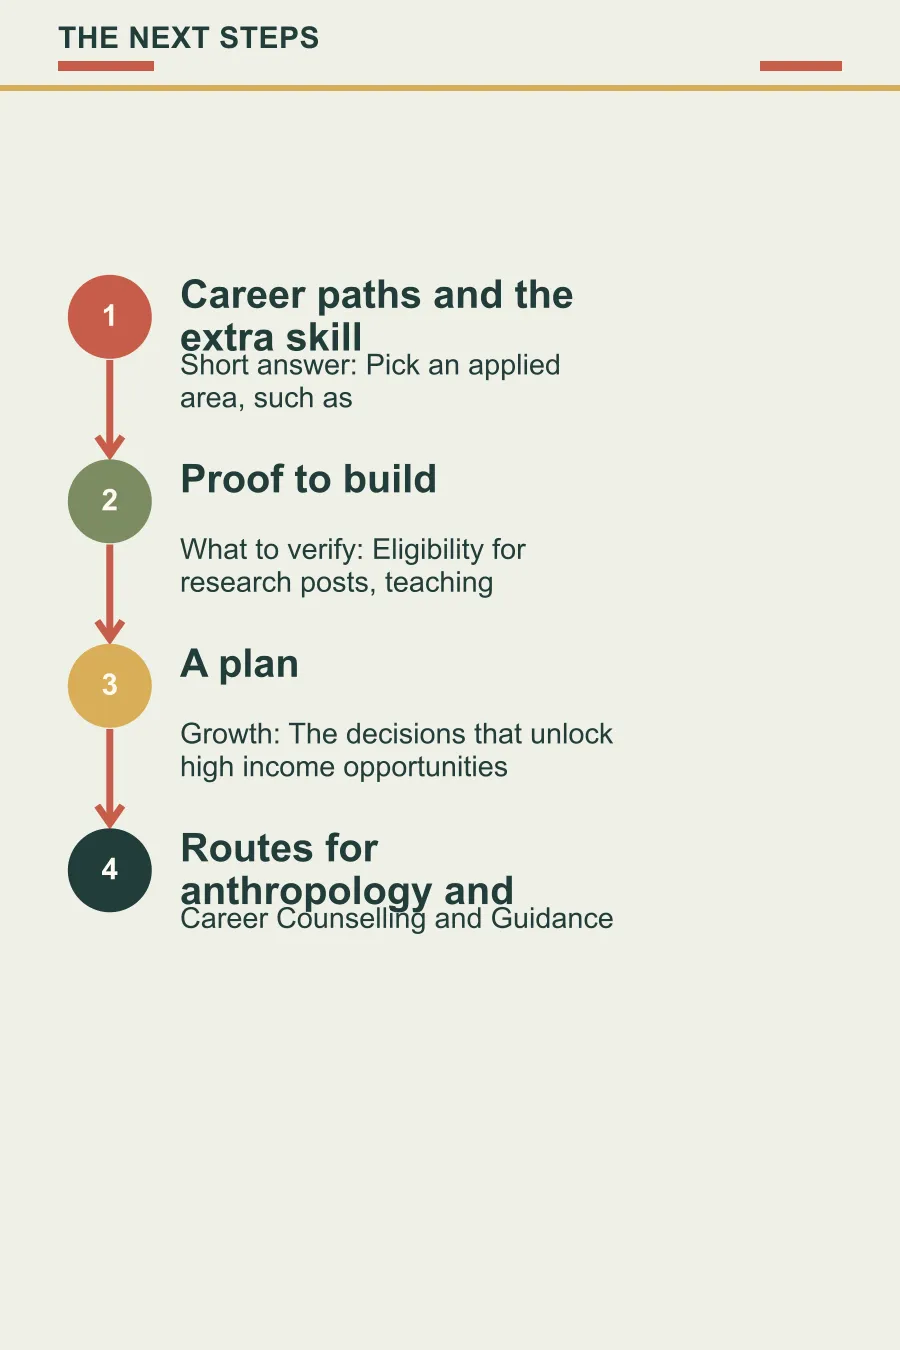 THE NEXT STEPS
1
Career paths and the
extra skill
Short answer: Pick an applied
area, such as
2
Proof to build
What to verify: Eligibility for
research posts, teaching
3
A plan
Growth: The decisions that unlock
high income opportunities
4
Routes for
anthropology and
Career Counselling and Guidance